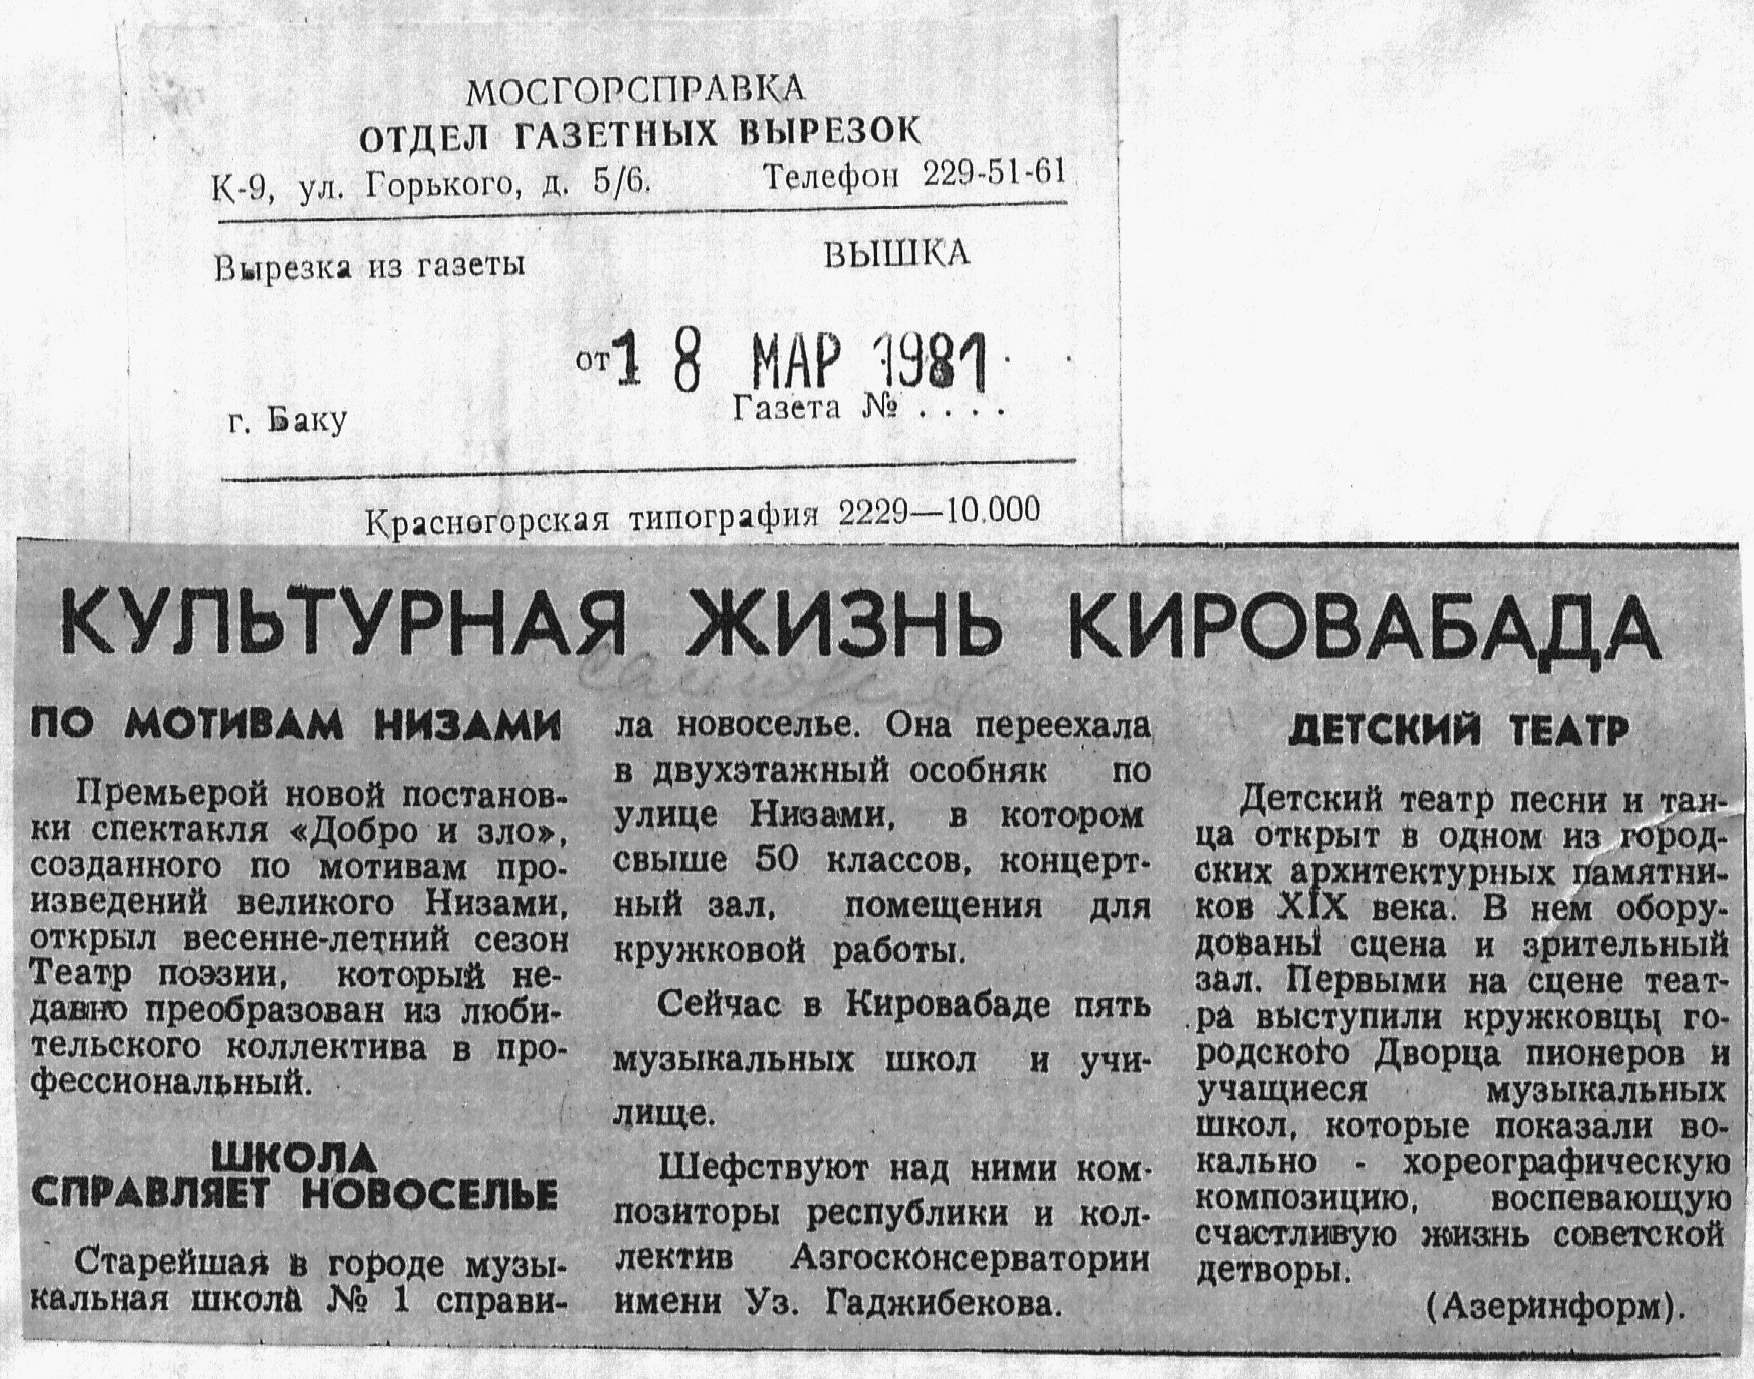 МОСГОРСПРАВКА
ОТДЕЛ ГАЗЕТНЫХ ВЫРЕЗОК
К-9, ул. Горького, д. 5/6. Телефон 229-51-61
Вырезка из газеты ВЫШКА
от 18 МАР 1981
г. Баку Газета № . . . .
Красногорская типография 2229—10.000
КУЛЬТУРНАЯ ЖИЗНЬ КИРОВАБАДА
ПО МОТИВАМ НИЗАМИ
Премьерой новой постанов-
ки спектакля «Добро и зло»,
созданного по мотивам про-
изведений великого Низами,
открыл весенне-летний сезон
Театр поэзии, который не-
давно преобразован из люби-
тельского коллектива в про-
фессиональный.
ШКОЛА
СПРАВЛЯЕТ НОВОСЕЛЬЕ
Старейшая в городе музы-
кальная школа № 1 справи-
ла новоселье. Она переехала
в двухэтажный особняк по
улице Низами, в котором
свыше 50 классов, концерт-
ный зал, помещения для
кружковой работы.
Сейчас в Кировабаде пять
музыкальных школ и учи-
лище.
Шефствуют над ними ком-
позиторы республики и кол-
лектив Азгосконсерватории
имени Уз. Гаджибекова.
ДЕТСКИЙ ТЕАТР
Детский театр песни и тан-
ца открыт в одном из город-
ских архитектурных памятни-
ков XIX века. В нем обору-
дованы сцена и зрительный
зал. Первыми на сцене теат-
ра выступили кружковцы го-
родского Дворца пионеров и
учащиеся музыкальных
школ, которые показали во-
кально - хореографическую
композицию, воспевающую
счастливую жизнь советской
детворы.
(Азеринформ).